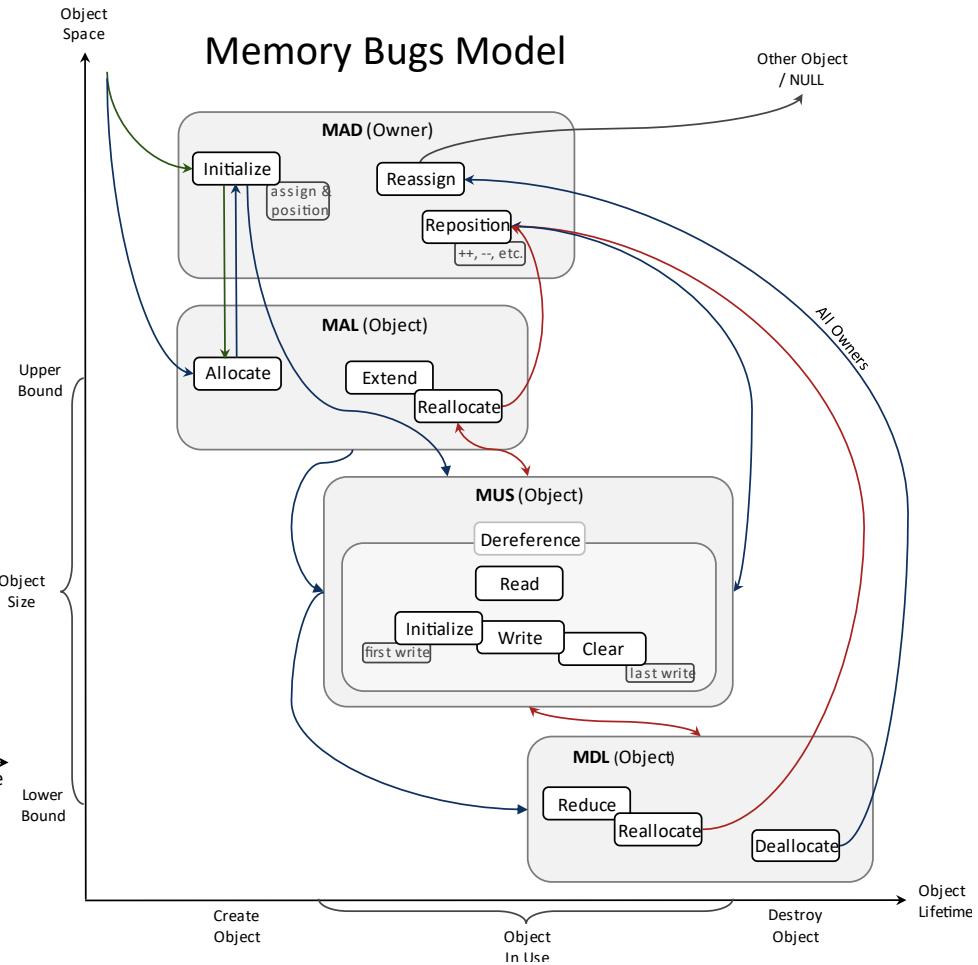 Object
Space
Memory Bugs Model
Other Object
/ NULL
MAD (Owner)
Initialize
assign &
position
Reassign
Reposition
++, --, etc.
All Owners
MAL (Object)
Upper
Bound
Allocate
Extend
Reallocate
MUS (Object)
Dereference
Read
Object
Size
Initialize
first write
Write
Clear
last write
MDL (Object)
e
Lower
Bound
Reduce
Reallocate
Deallocate
Object
Lifetime
Create
Object
Object
In Use
Destroy
Object